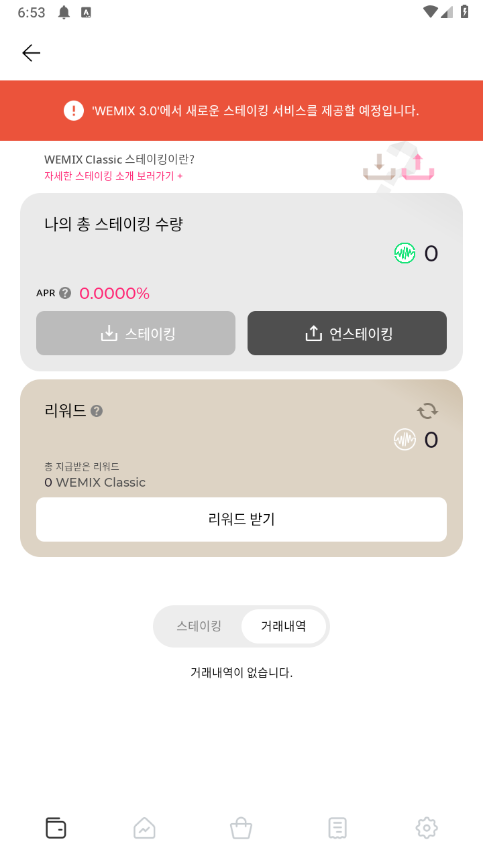 6:53
'WEMIX 3.0'에서 새로운 스테이킹 서비스를 제공할 예정입니다.
WEMIX Classic 스테이킹이란?
자세한 스테이킹 소개 보러가기 +
나의 총 스테이킹 수량
0
APR ? 0.0000%
스테이킹
언스테이킹
리워드 ?
0
총 지급받은 리워드
0 WEMIX Classic
리워드 받기
스테이킹 거래내역
거래내역이 없습니다.